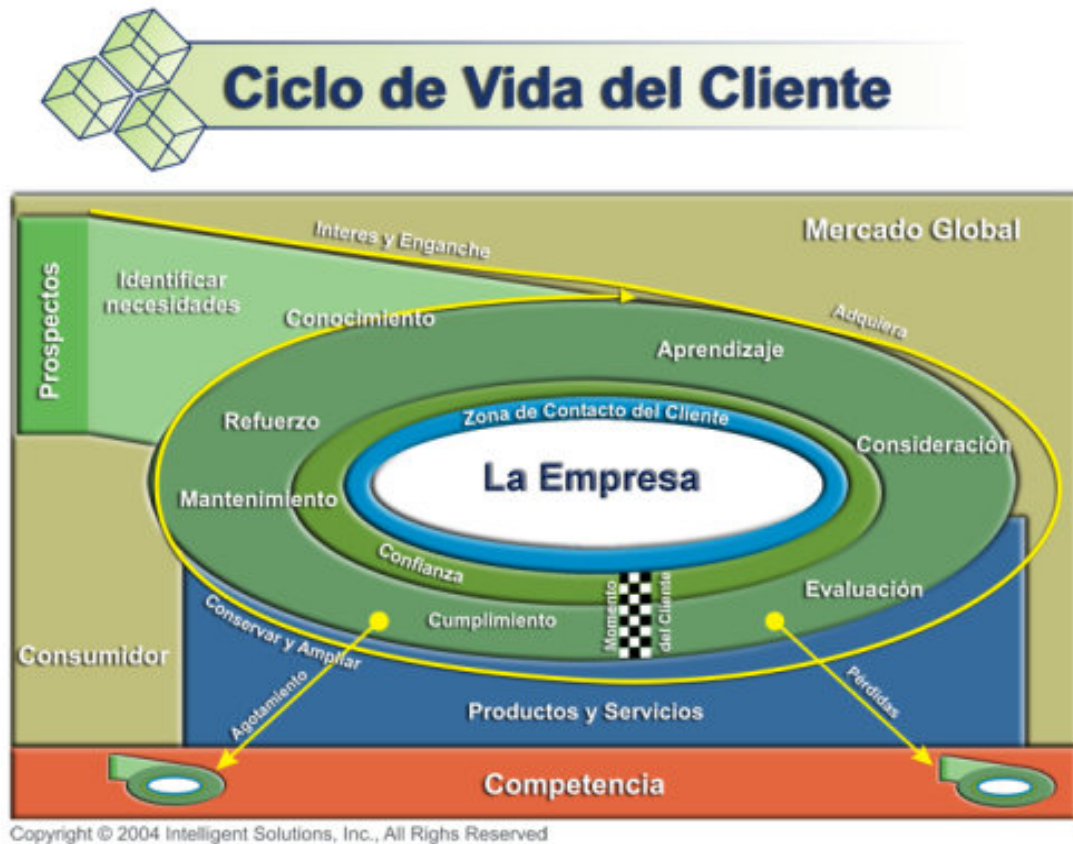 Ciclo de Vida del Cliente
Mercado Global
Interes y Enganche
Prospectos
Identificar
necesidades
Conocimiento
Adquiera
Aprendizaje
Refuerzo
Zona de Contacto del Cliente
Consideración
La Empresa
Mantenimiento
Confianza
Momento
del Cliente
Evaluación
Cumplimiento
Conservar y Ampliar
Consumidor
Agotamiento
Pérdidas
Productos y Servicios
Competencia
Copyright © 2004 Intelligent Solutions, Inc., All Righs Reserved